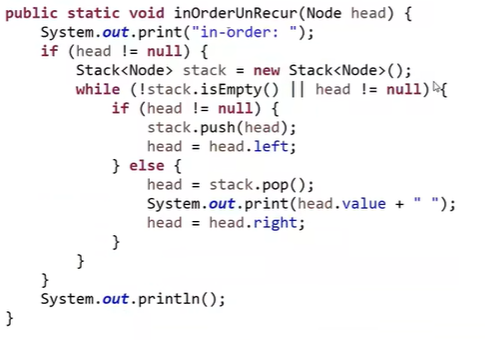 public static void inOrderUnRecur(Node head) {
    System.out.print("in-order: ");
    if (head != null) {
        Stack<Node> stack = new Stack<Node>();
        while (!stack.isEmpty() || head != null) {
            if (head != null) {
                stack.push(head);
                head = head.left;
            } else {
                head = stack.pop();
                System.out.print(head.value + " ");
                head = head.right;
            }
        }
    }
    System.out.println();
}